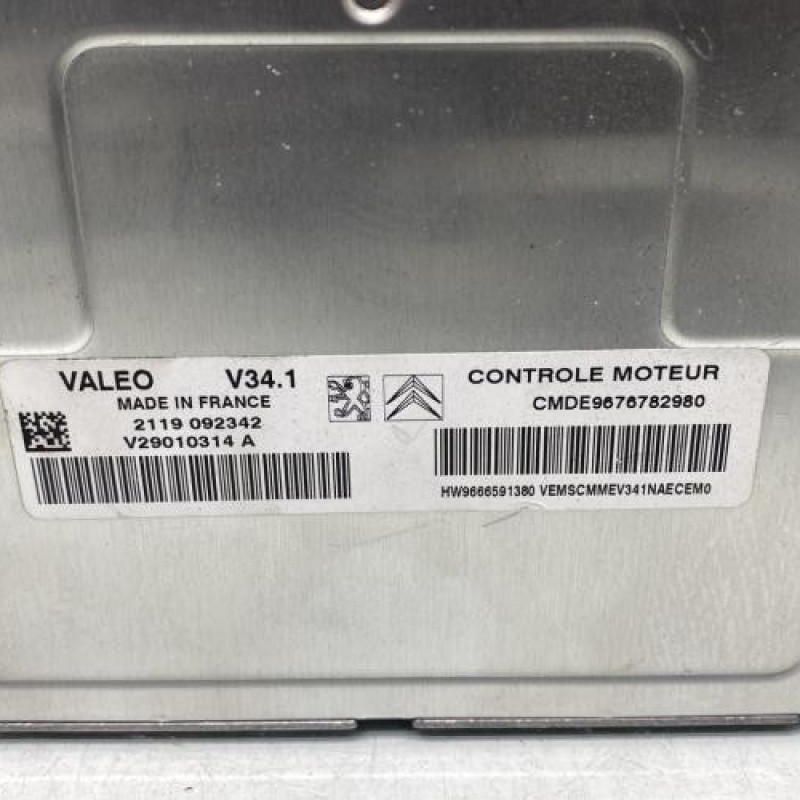 VALEO V34.1
MADE IN FRANCE
2119 092342
V29010314 A
CONTROLE MOTEUR
CMDE9676782980
HW9666591380 VEMSCMMEV341NAECEM0